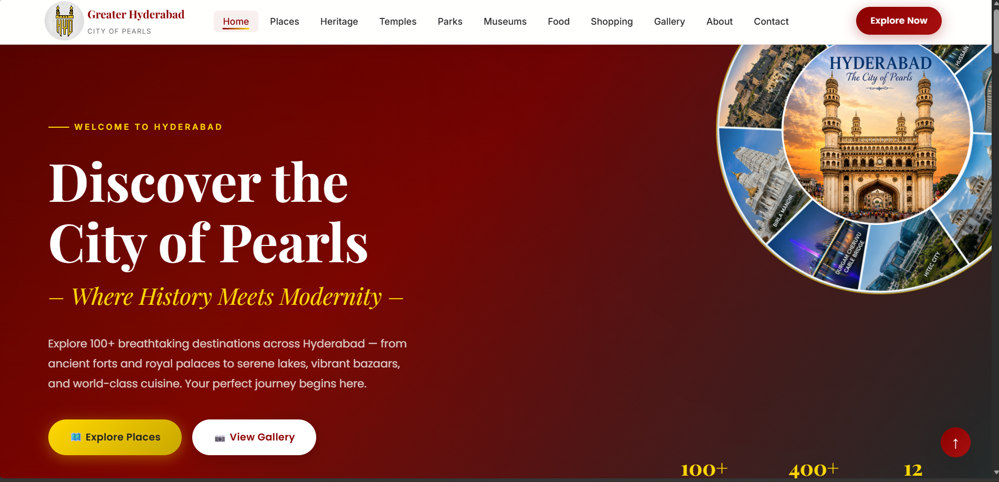 HYD
Greater Hyderabad
CITY OF PEARLS
Home
Places
Heritage
Temples
Parks
Museums
Food
Shopping
Gallery
About
Contact
Explore Now
WELCOME TO HYDERABAD
Discover the
City of Pearls
— Where History Meets Modernity —
Explore 100+ breathtaking destinations across Hyderabad — from
ancient forts and royal palaces to serene lakes, vibrant bazaars,
and world-class cuisine. Your perfect journey begins here.
Explore Places
View Gallery
HYDERABAD
The City of Pearls
HUSSAIN
BIRLA MANDIR
DURGAM CHERUVU
CABLE BRIDGE
HITEC CITY
↑
100+
400+
12